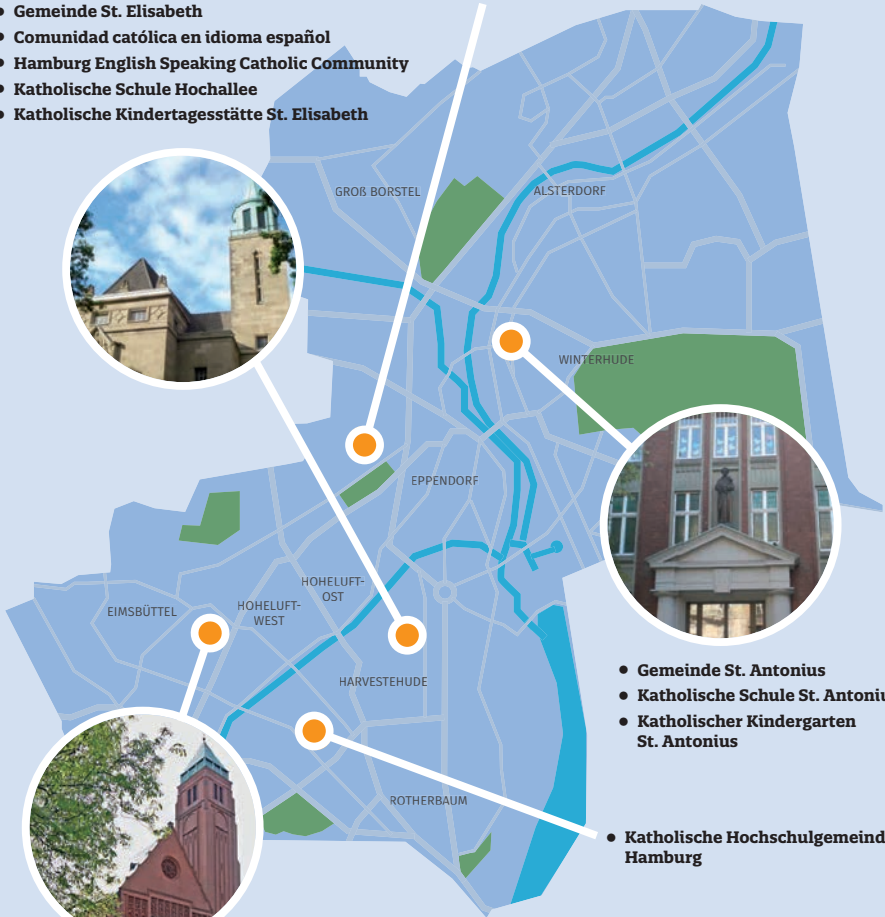 • Gemeinde St. Elisabeth
• Comunidad católica en idioma español
• Hamburg English Speaking Catholic Community
• Katholische Schule Hochallee
• Katholische Kindertagesstätte St. Elisabeth
GROß BORSTEL
ALSTERDORF
WINTERHUDE
EPPENDORF
HOHELUFT-
OST
HOHELUFT-
WEST
EIMSBÜTTEL
HARVESTEHUDE
ROTHERBAUM
• Gemeinde St. Antonius
• Katholische Schule St. Antoniu
• Katholischer Kindergarten
St. Antonius
• Katholische Hochschulgemeind
Hamburg